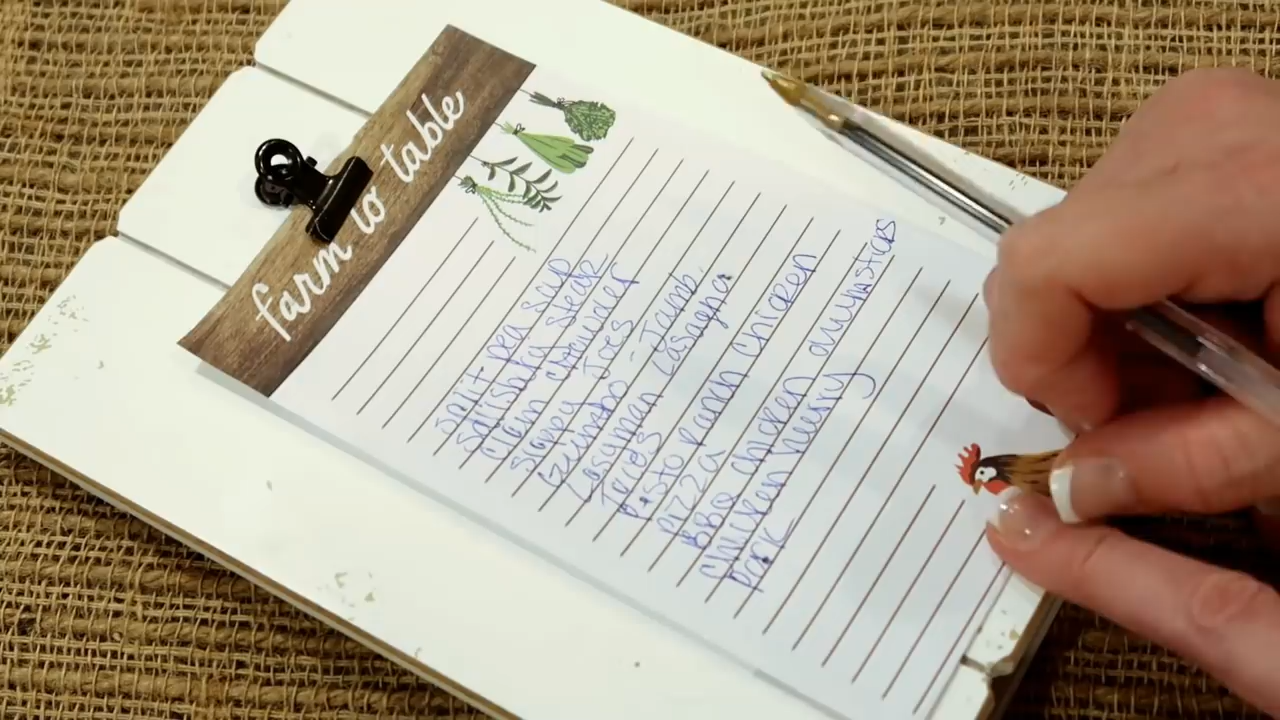 farm to table
split pea soup
salisbury steak
clam chowder
sloppy Joes
Gumbo - Jamb.
Lasyman Lasagna
Tacos
Pesto Ranch Chicken
Pizza
BBQ chicken drumsticks
Chicken
pork